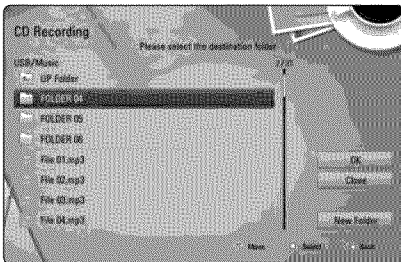 CD Recording
Please select the destination folder
USB/Music
UP Folder
FOLDER 04
FOLDER 05
FOLDER 06
File 01.mp3
File 02.mp3
File 03.mp3
File 04.mp3
OK
Close
New Folder
Move Select Back